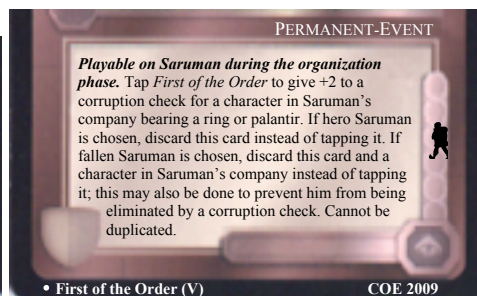 PERMANENT-EVENT
Playable on Saruman during the organization
phase. Tap First of the Order to give +2 to a
corruption check for a character in Saruman's
company bearing a ring or palantir. If hero Saruman
is chosen, discard this card instead of tapping it. If
fallen Saruman is chosen, discard this card and a
character in Saruman's company instead of tapping
it; this may also be done to prevent him from being
eliminated by a corruption check. Cannot be
duplicated.
• First of the Order (V) COE 2009